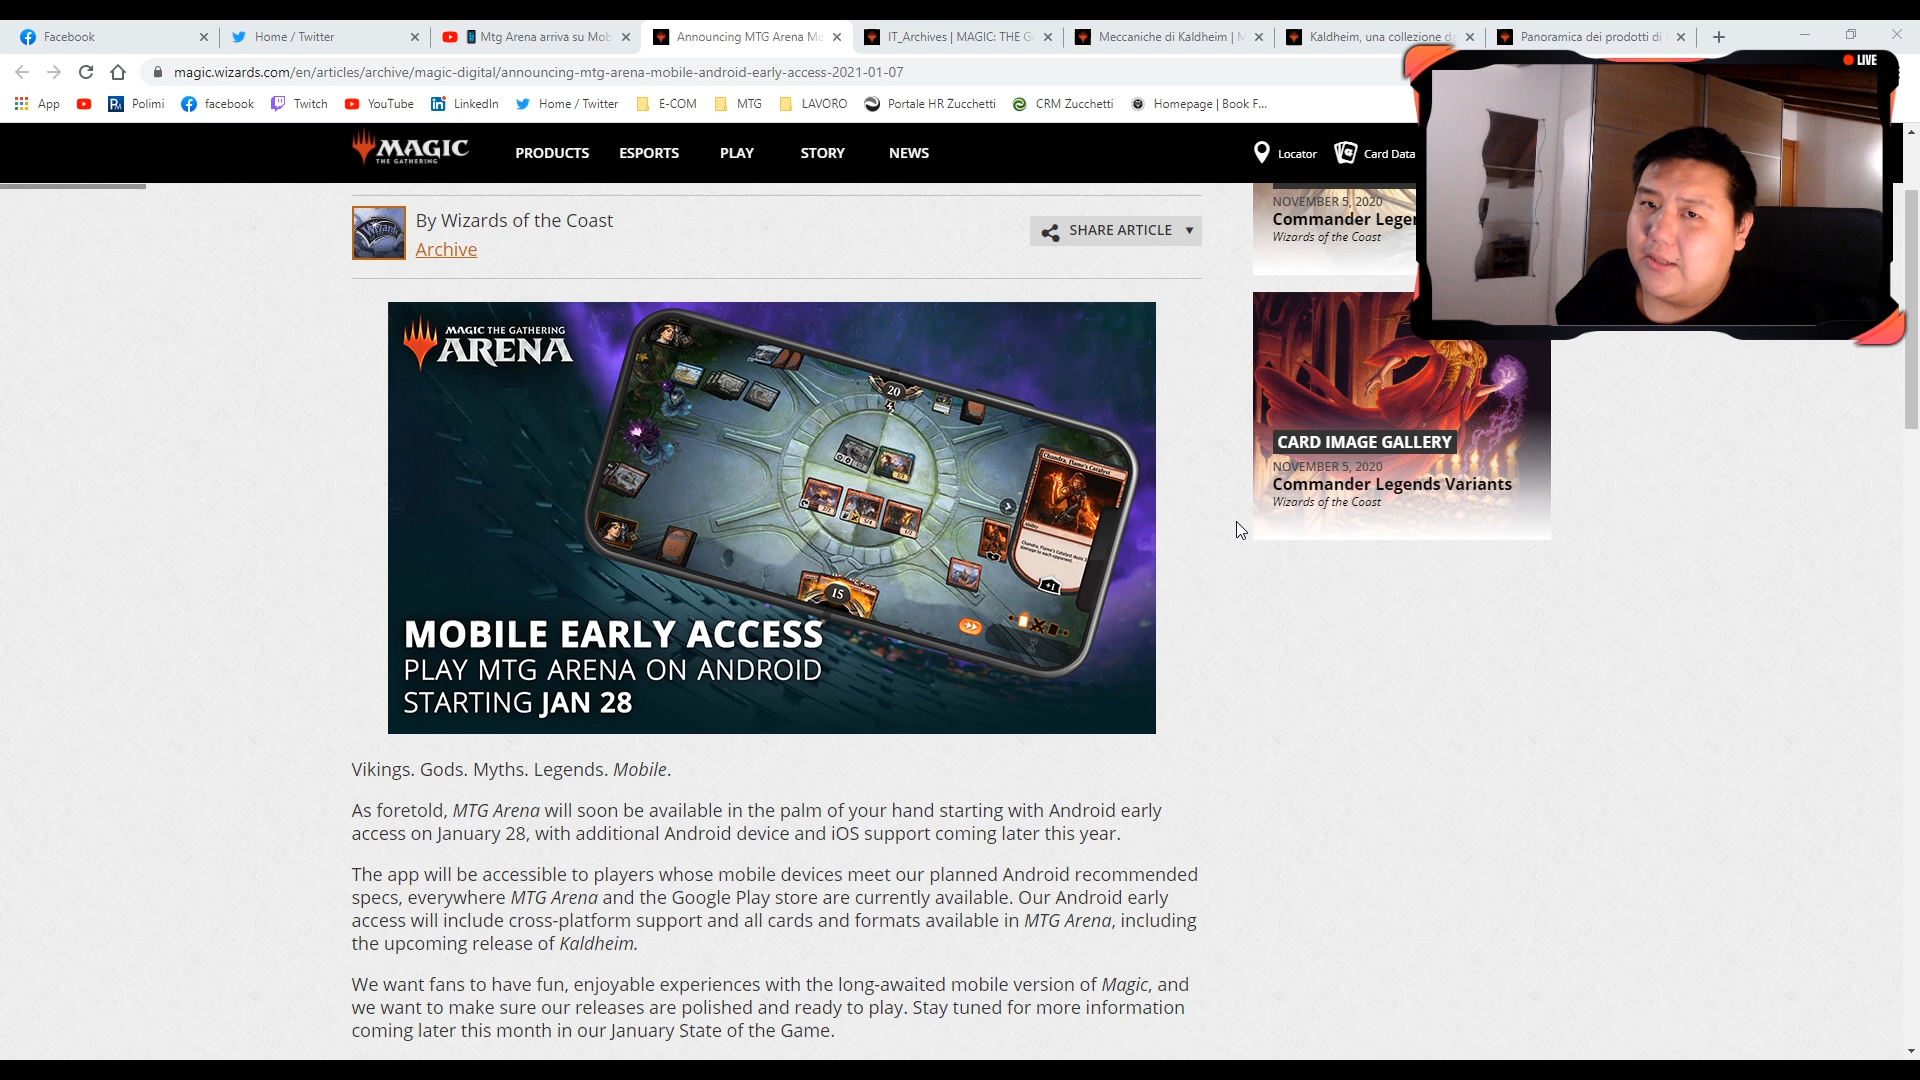 Facebook
Home / Twitter
Mtg Arena arriva su Mob
Announcing MTG Arena Mo
IT_Archives | MAGIC: THE G
Meccaniche di Kaldheim | M
Kaldheim, una collezione da
Panoramica dei prodotti di
magic.wizards.com/en/articles/archive/magic-digital/announcing-mtg-arena-mobile-android-early-access-2021-01-07
App
Polimi
facebook
Twitch
YouTube
LinkedIn
Home / Twitter
E-COM
MTG
LAVORO
Portale HR Zucchetti
CRM Zucchetti
Homepage | Book F...
LIVE
MAGIC
THE GATHERING
PRODUCTS
ESPORTS
PLAY
STORY
NEWS
Locator
Card Data
By Wizards of the Coast
Archive
SHARE ARTICLE
NOVEMBER 5, 2020
Commander Leger
Wizards of the Coast
MAGIC THE GATHERING
ARENA
20
15
Chandra, Flame's Catalyst
+1
MOBILE EARLY ACCESS
PLAY MTG ARENA ON ANDROID
STARTING JAN 28
CARD IMAGE GALLERY
NOVEMBER 5, 2020
Commander Legends Variants
Wizards of the Coast
Vikings. Gods. Myths. Legends. Mobile.
As foretold, MTG Arena will soon be available in the palm of your hand starting with Android early
access on January 28, with additional Android device and iOS support coming later this year.
The app will be accessible to players whose mobile devices meet our planned Android recommended
specs, everywhere MTG Arena and the Google Play store are currently available. Our Android early
access will include cross-platform support and all cards and formats available in MTG Arena, including
the upcoming release of Kaldheim.
We want fans to have fun, enjoyable experiences with the long-awaited mobile version of Magic, and
we want to make sure our releases are polished and ready to play. Stay tuned for more information
coming later this month in our January State of the Game.